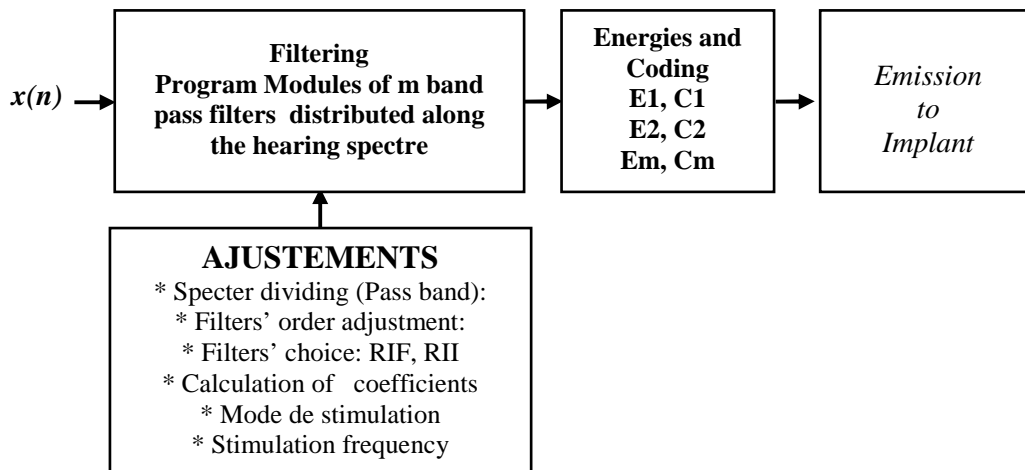 x(n)
Filtering
Program Modules of m band
pass filters distributed along
the hearing spectre
Energies and
Coding
E1, C1
E2, C2
Em, Cm
Emission
to
Implant
AJUSTEMENTS
* Specter dividing (Pass band):
* Filters’ order adjustment:
* Filters’ choice: RIF, RII
* Calculation of coefficients
* Mode de stimulation
* Stimulation frequency